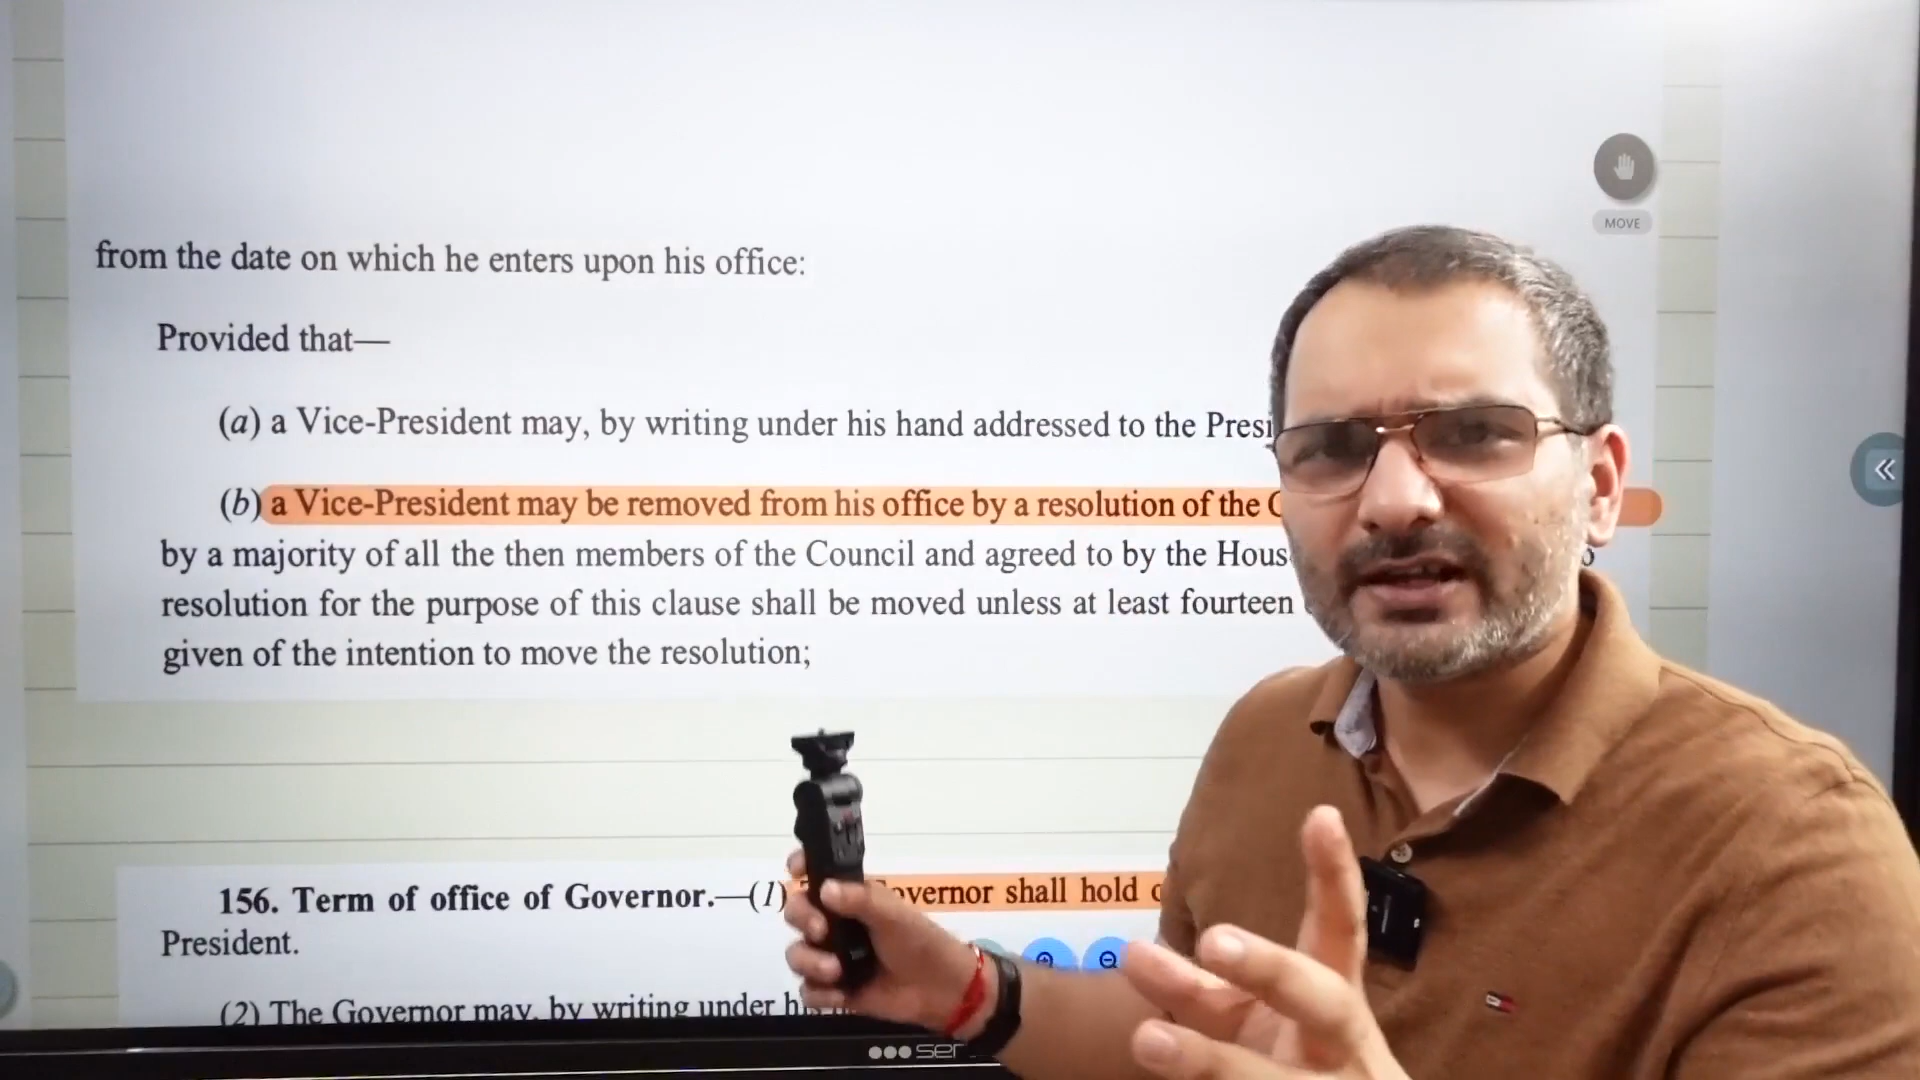 MOVE
from the date on which he enters upon his office:
Provided that—
(a) a Vice-President may, by writing under his hand addressed to the
(b) a Vice-President may be removed from his office by a resolution of the
by a majority of all the then members of the Council and agreed to by the
resolution for the purpose of this clause shall be moved unless at least fourteen
given of the intention to move the resolution;
156. Term of office of Governor.—(1) shall hold
President.
(2) The Governor may, by writing under